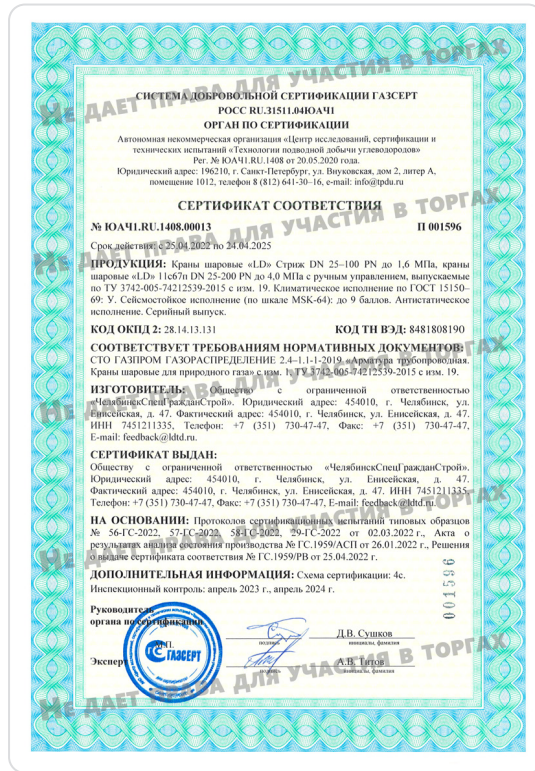 СИСТЕМА ДОБРОВОЛЬНОЙ СЕРТИФИКАЦИИ ГАЗСЕРТ
РОСС RU.31511.04ЮАЧ1
ОРГАН ПО СЕРТИФИКАЦИИ
Автономная некоммерческая организация «Центр исследований, сертификации и
технических испытаний «Технологии подводной добычи углеводородов»
Рег. № ЮАЧ1.RU.1408 от 20.05.2020 года.
Юридический адрес: 196210, г. Санкт-Петербург, ул. Внуковская, дом 2, литер А,
помещение 1012, телефон 8 (812) 641-30-16, e-mail: info@tpdu.ru
СЕРТИФИКАТ СООТВЕТСТВИЯ
№ ЮАЧ1.RU.1408.00013 П 001596
Срок действия: с 25.04.2022 по 24.04.2025
ПРОДУКЦИЯ: Краны шаровые «LD» Стриж DN 25-100 PN до 1,6 МПа, краны
шаровые «LD» 11с67п DN 25-200 PN до 4,0 МПа с ручным управлением, выпускаемые
по ТУ 3742-005-74212539-2015 с изм. 19. Климатическое исполнение по ГОСТ 15150–
69: У. Сейсмостойкое исполнение (по шкале MSK-64): до 9 баллов. Антистатическое
исполнение. Серийный выпуск.
КОД ОКПД 2: 28.14.13.131 КОД ТН ВЭД: 8481808190
СООТВЕТСТВУЕТ ТРЕБОВАНИЯМ НОРМАТИВНЫХ ДОКУМЕНТОВ:
СТО ГАЗПРОМ ГАЗОРАСПРЕДЕЛЕНИЕ 2.4–1.1-1-2019 «Арматура трубопроводная.
Краны шаровые для природного газа» с изм. 1, ТУ 3742-005-74212539-2015 с изм. 19.
ИЗГОТОВИТЕЛЬ: Общество с ограниченной ответственностью
«ЧелябинскСпецГражданСтрой». Юридический адрес: 454010, г. Челябинск, ул.
Енисейская, д. 47. Фактический адрес: 454010, г. Челябинск, ул. Енисейская, д. 47.
ИНН 7451211335, Телефон: +7 (351) 730-47-47, Факс: +7 (351) 730-47-47,
E-mail: feedback@ldtd.ru.
СЕРТИФИКАТ ВЫДАН:
Обществу с ограниченной ответственностью «ЧелябинскСпецГражданСтрой».
Юридический адрес: 454010, г. Челябинск, ул. Енисейская, д. 47.
Фактический адрес: 454010, г. Челябинск, ул. Енисейская, д. 47. ИНН 7451211335,
Телефон: +7 (351) 730-47-47, Факс: +7 (351) 730-47-47, E-mail: feedback@ldtd.ru.
НА ОСНОВАНИИ: Протоколов сертификационных испытаний типовых образцов
№ 56-ГС-2022, 57-ГС-2022, 58-ГС-2022, 29-ГС-2022 от 02.03.2022 г., Акта о
результатах анализа состояния производства № ГС.1959/АСП от 26.01.2022 г., Решения
о выдаче сертификата соответствия № ГС.1959/РВ от 25.04.2022 г.
ДОПОЛНИТЕЛЬНАЯ ИНФОРМАЦИЯ: Схема сертификации: 4с.
Инспекционный контроль: апрель 2023 г., апрель 2024 г.
001596
Руководитель
органа по сертификации
Д.В. Сушков
подпись инициалы, фамилия
М.П.
ГАЗСЕРТ
Эксперт
А.В. Титов
подпись инициалы, фамилия
НЕ ДАЕТ ПРАВА ДЛЯ УЧАСТИЯ В ТОРГАХ
НЕ ДАЕТ ПРАВА ДЛЯ УЧАСТИЯ В ТОРГАХ
НЕ ДАЕТ ПРАВА ДЛЯ УЧАСТИЯ В ТОРГАХ
НЕ ДАЕТ ПРАВА ДЛЯ УЧАСТИЯ В ТОРГАХ